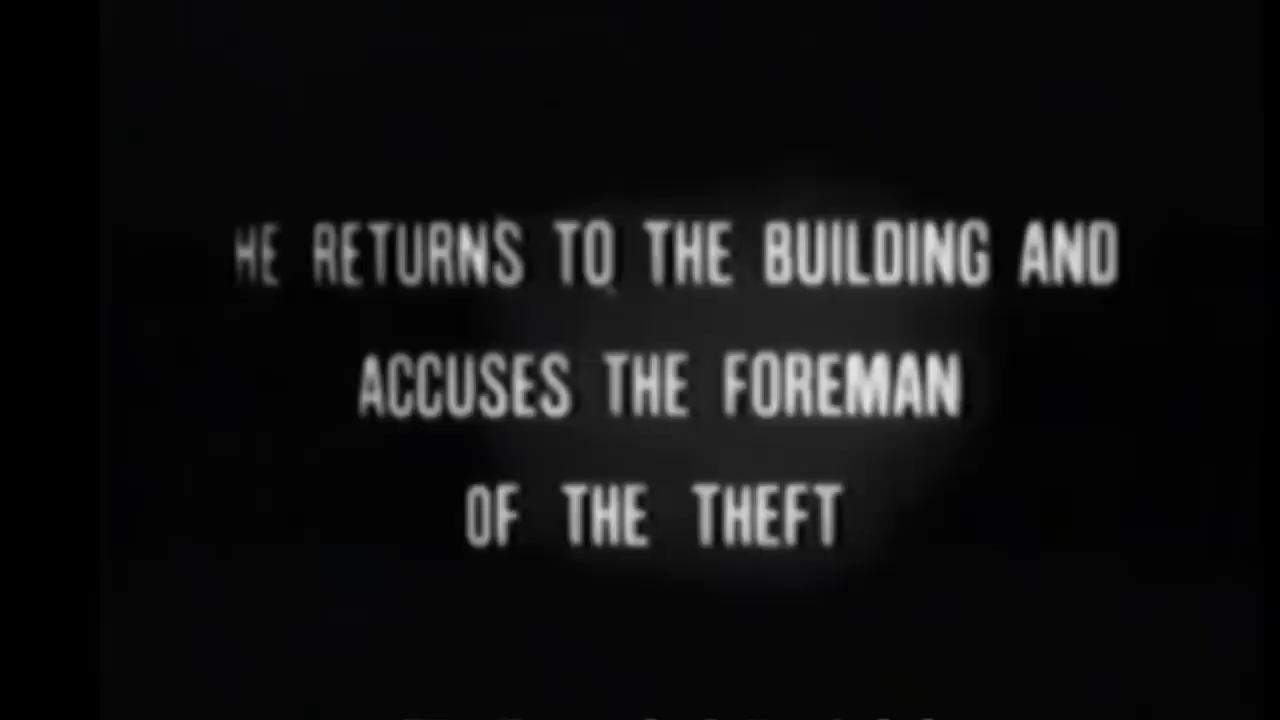 HE RETURNS TO THE BUILDING AND
ACCUSES THE FOREMAN
OF THE THEFT